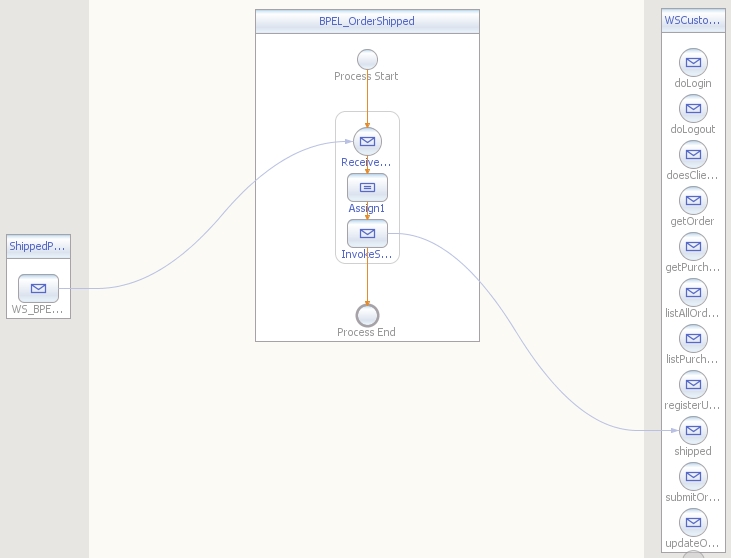 BPEL_OrderShipped
Process Start
Receive...
Assign1
InvokeS...
Process End
ShippedP...
WS_BPE...
WSCusto...
doLogin
doLogout
doesClie...
getOrder
getPurch...
listAllOrd...
listPurch...
registerU...
shipped
submitOr...
updateO...